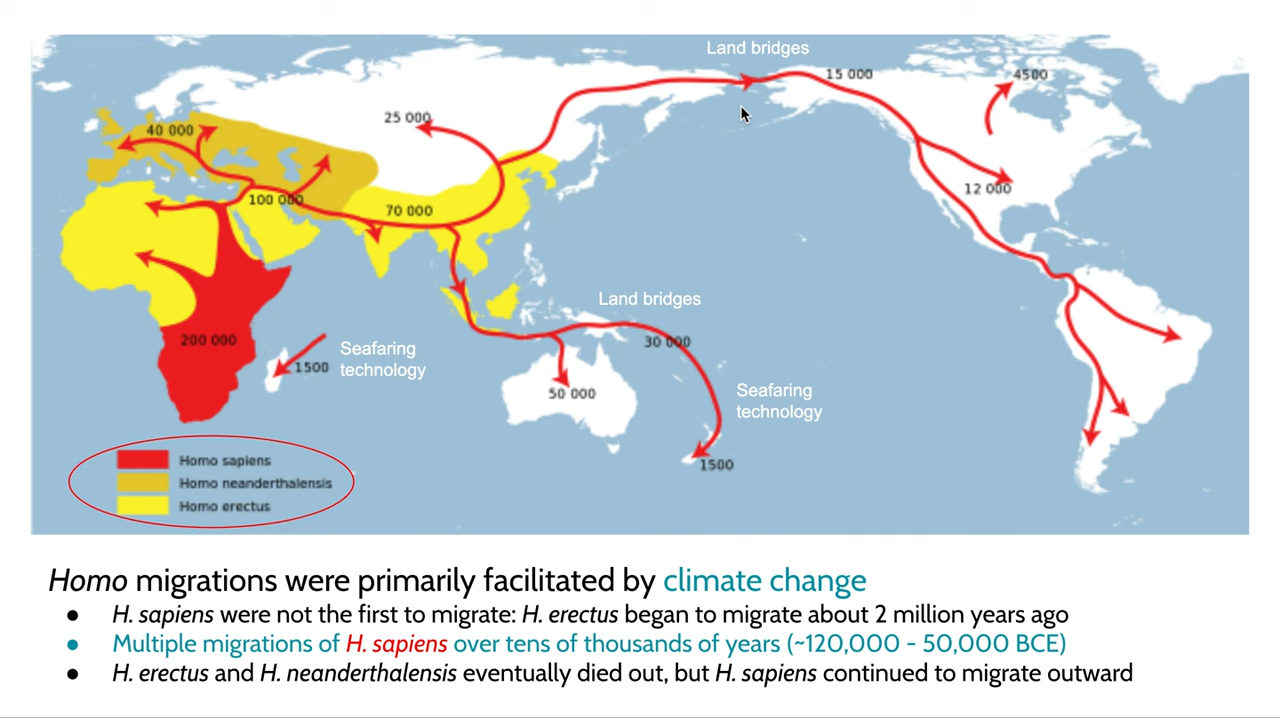 Land bridges
15 000
4500
25 000
40 000
12 000
100 000
70 000
Land bridges
200 000
30 000
1500
Seafaring
technology
50 000
Seafaring
technology
1500
Homo sapiens
Homo neanderthalensis
Homo erectus
Homo migrations were primarily facilitated by climate change
● H. sapiens were not the first to migrate: H. erectus began to migrate about 2 million years ago
● Multiple migrations of H. sapiens over tens of thousands of years (~120,000 - 50,000 BCE)
● H. erectus and H. neanderthalensis eventually died out, but H. sapiens continued to migrate outward